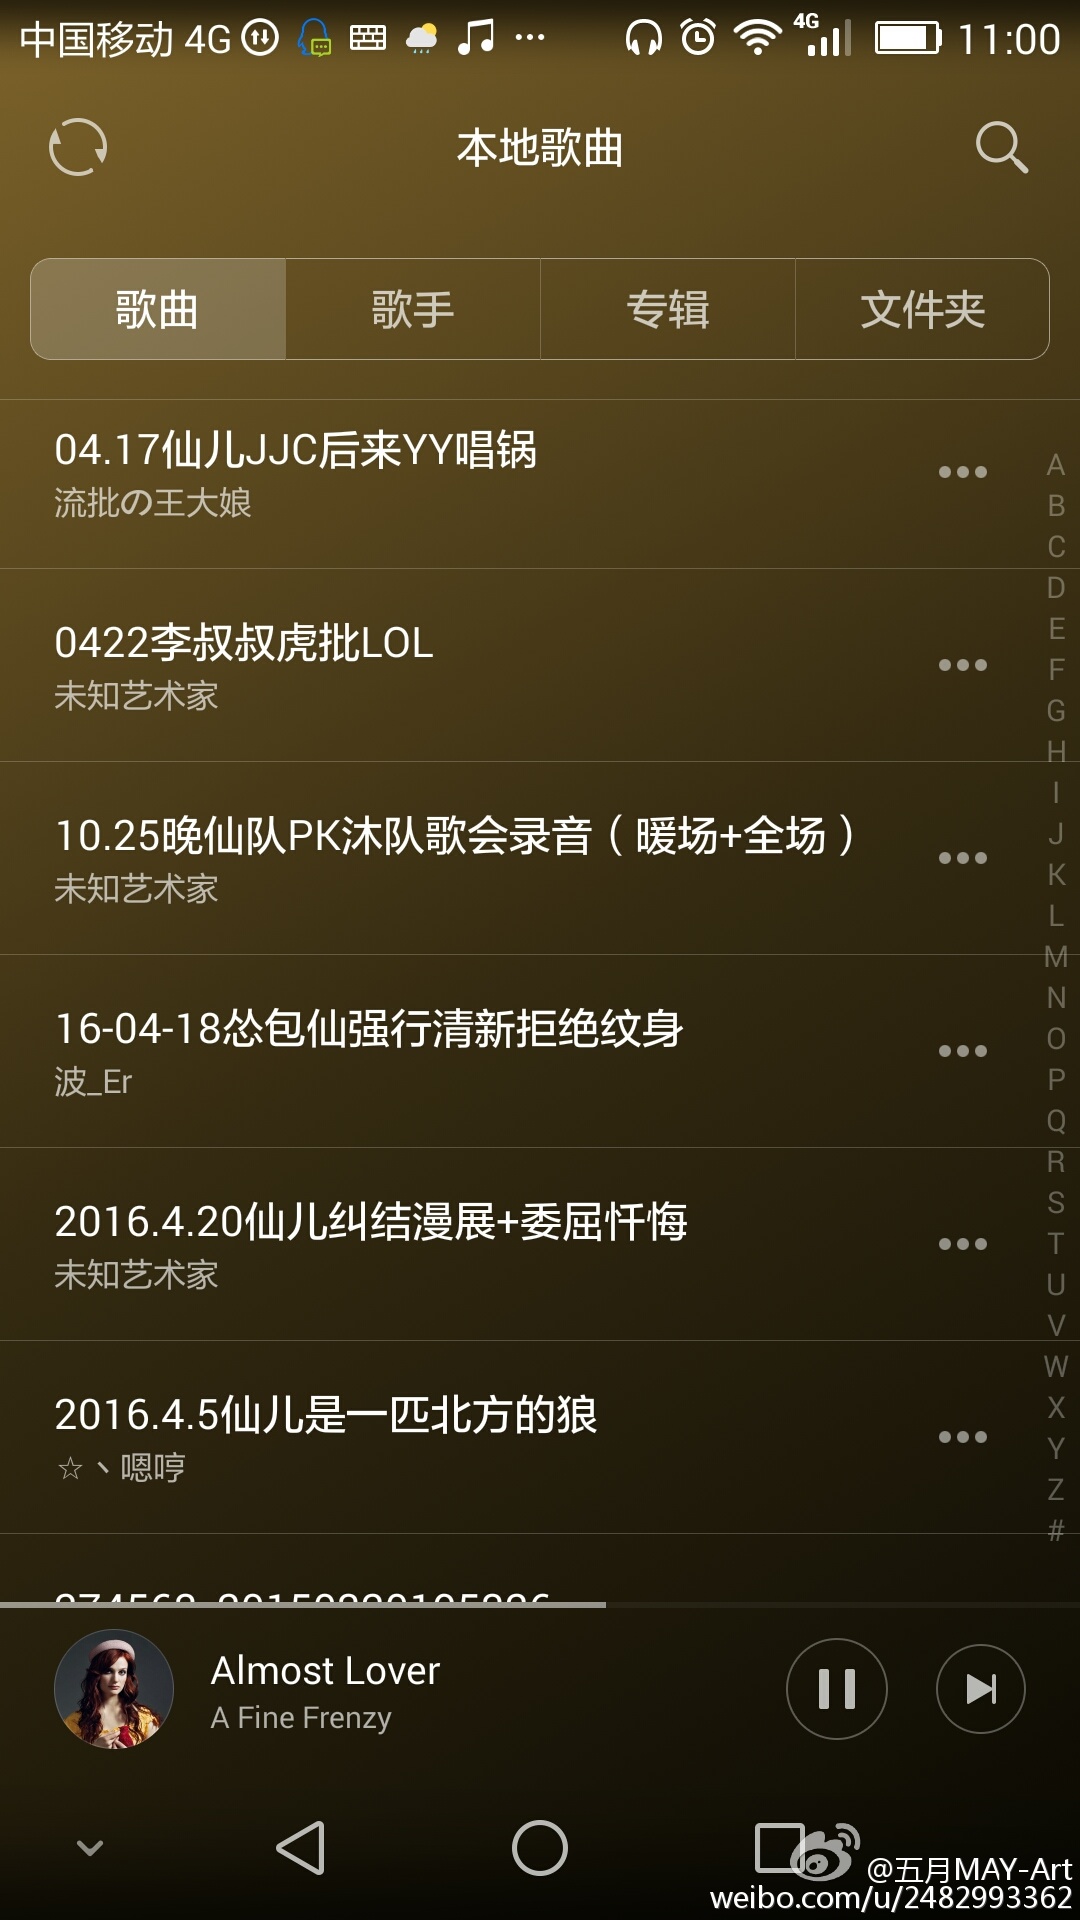 中国移动 4G 4G 11:00
本地歌曲
歌曲 歌手 专辑 文件夹
04.17仙儿JJC后来YY唱锅
流批の王大娘
0422李叔叔虎批LOL
未知艺术家
10.25晚仙队PK沐队歌会录音（暖场+全场）
未知艺术家
16-04-18怂包仙强行清新拒绝纹身
波_Er
2016.4.20仙儿纠结漫展+委屈忏悔
未知艺术家
2016.4.5仙儿是一匹北方的狼
☆丶嗯哼
A
B
C
D
E
F
G
H
I
J
K
L
M
N
O
P
Q
R
S
T
U
V
W
X
Y
Z
#
Almost Lover
A Fine Frenzy
@五月MAY-Art
weibo.com/u/2482993362